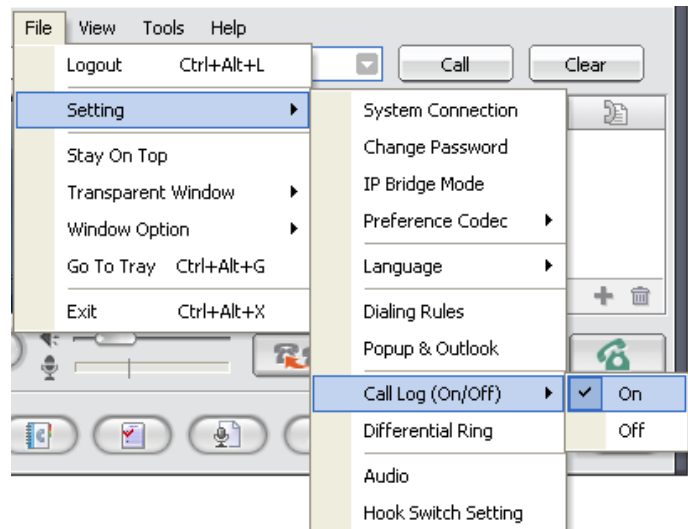 File View Tools Help
Logout Ctrl+Alt+L
Call Clear
Setting
Stay On Top
Transparent Window
Window Option
Go To Tray Ctrl+Alt+G
Exit Ctrl+Alt+X
System Connection
Change Password
IP Bridge Mode
Preference Codec
Language
Dialing Rules
Popup & Outlook
Call Log (On/Off)
Differential Ring
Audio
Hook Switch Setting
On
Off